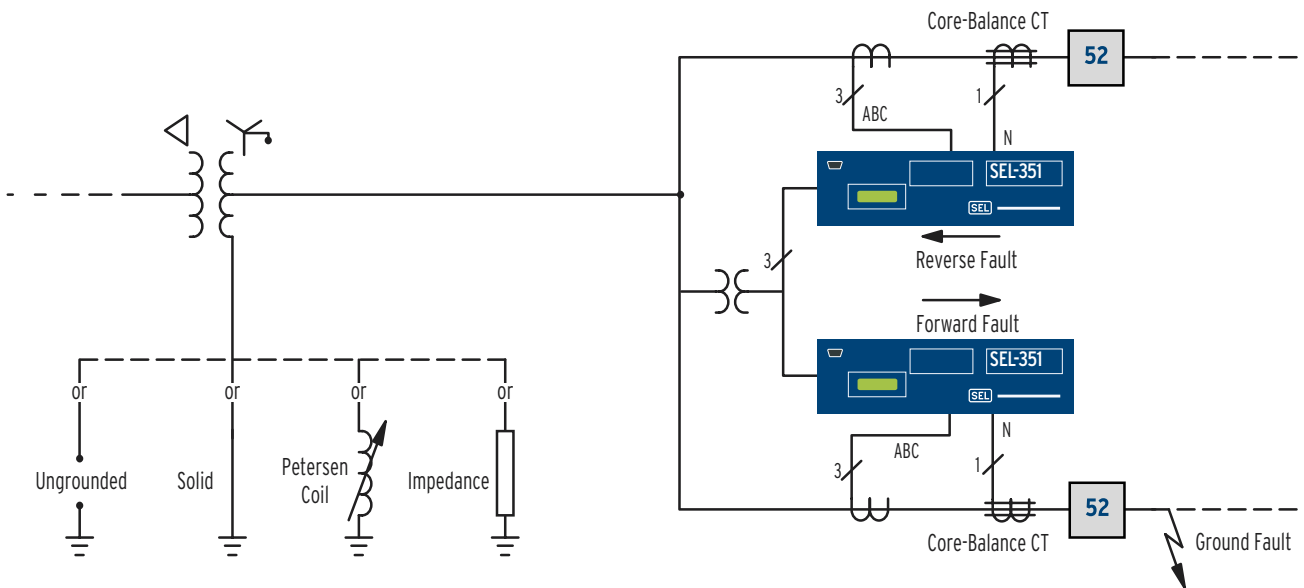 Core-Balance CT
52
3
ABC
1
N
SEL-351
SEL
Reverse Fault
3
Forward Fault
SEL-351
SEL
or
or
or
or
Ungrounded
Solid
Petersen
Coil
Impedance
3
ABC
1
N
52
Core-Balance CT
Ground Fault